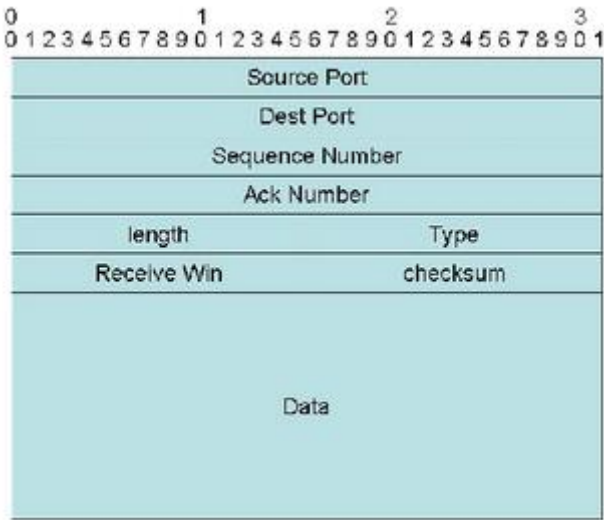 0 1 2 3
0 1 2 3 4 5 6 7 8 9 0 1 2 3 4 5 6 7 8 9 0 1 2 3 4 5 6 7 8 9 0 1
Source Port
Dest Port
Sequence Number
Ack Number
length Type
Receive Win checksum
Data